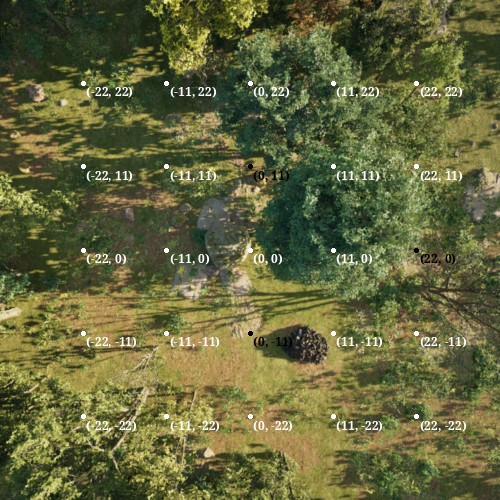 (-22, 22) (-11, 22) (0, 22) (11, 22) (22, 22)
(-22, 11) (-11, 11) (0, 11) (11, 11) (22, 11)
(-22, 0) (-11, 0) (0, 0) (11, 0) (22, 0)
(-22, -11) (-11, -11) (0, -11) (11, -11) (22, -11)
(-22, -22) (-11, -22) (0, -22) (11, -22) (22, -22)